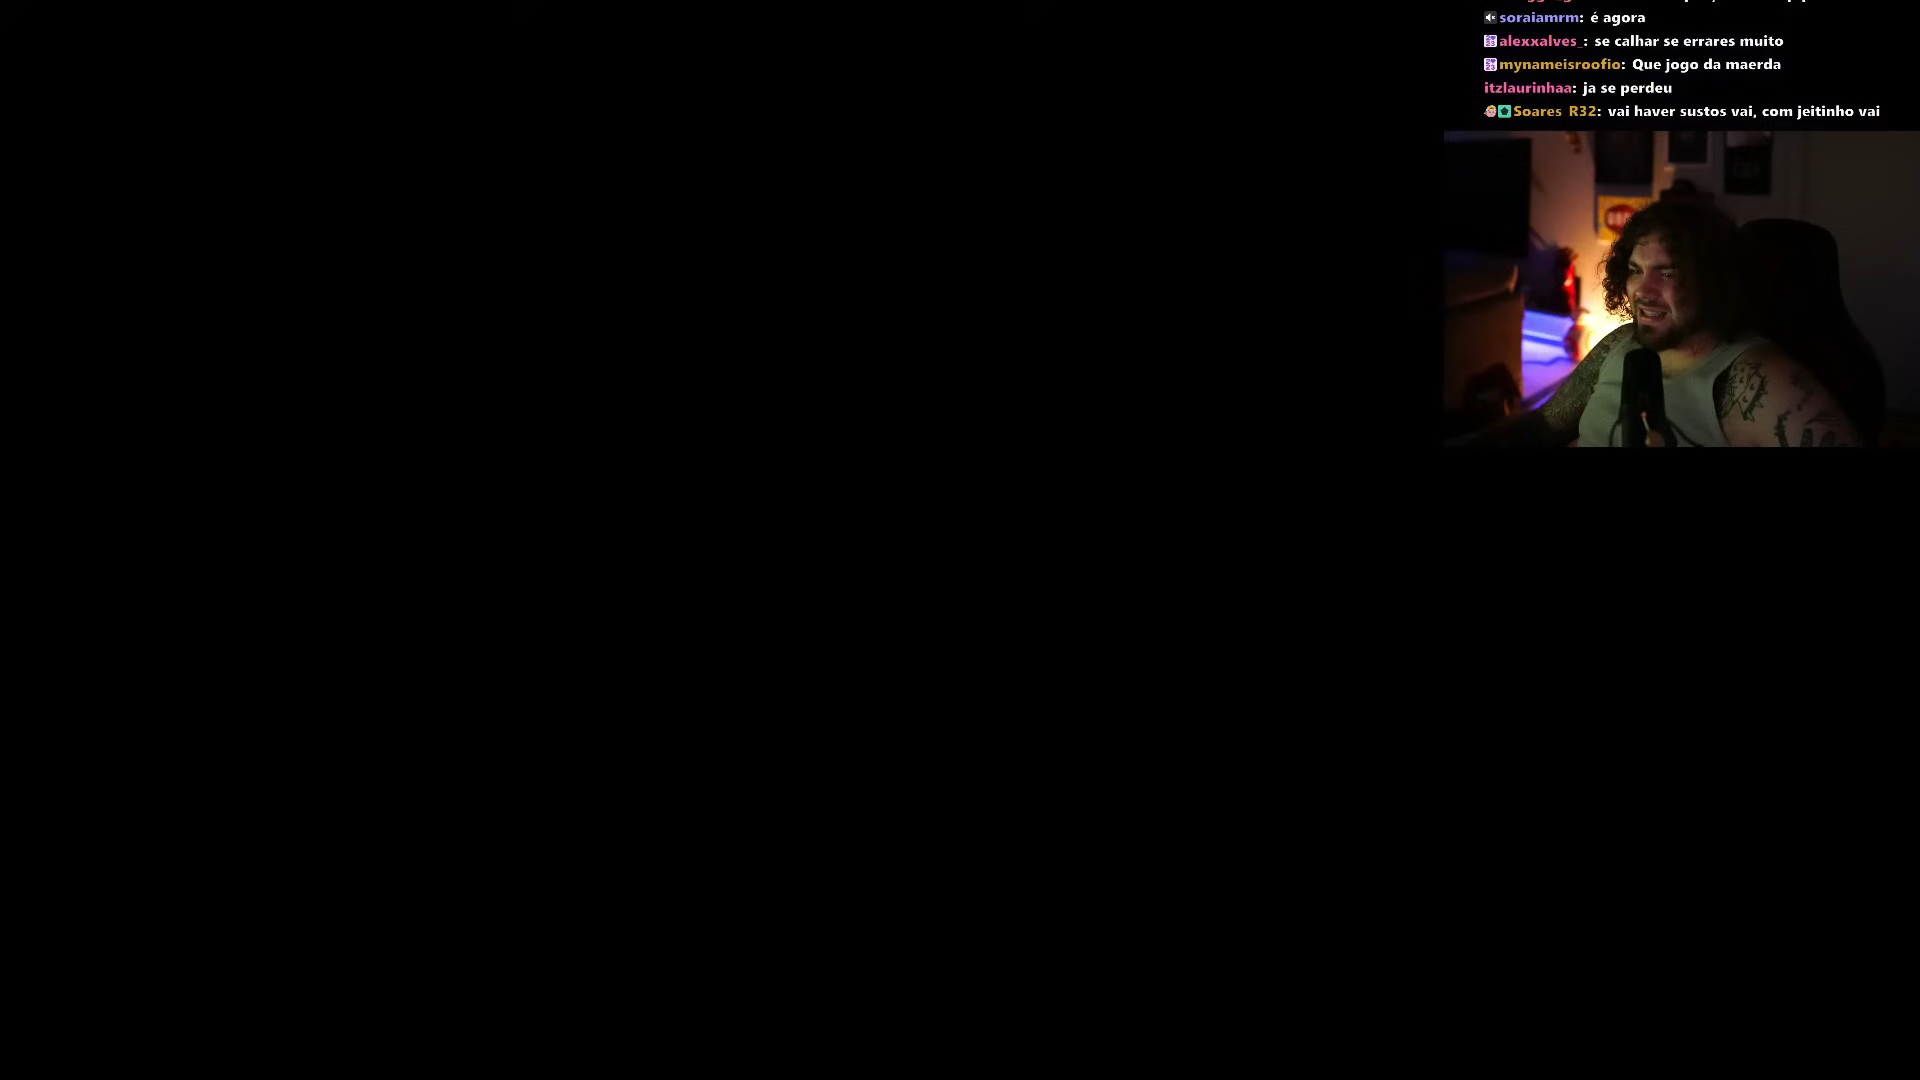 soraiamrm: é agora
alexxalves_: se calhar se errares muito
mynameisroofio: Que jogo da maerda
itzlaurinhaa: ja se perdeu
Soares_R32: vai haver sustos vai, com jeitinho vai